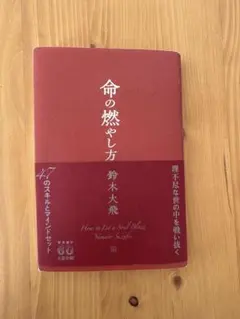 命の燃やし方
鈴木大飛
理不尽な世の中を戦い抜く
47のスキルとマインドセット
How to Let a Soul Blaze